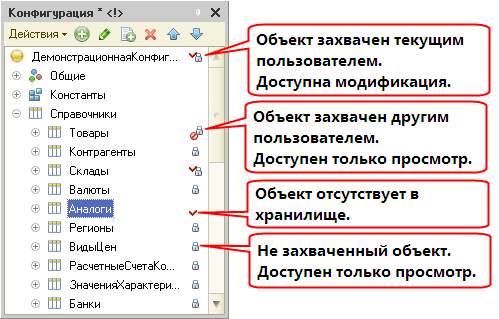 Конфигурация * <!>
Действия
ДемонстрационнаяКонфиг...
Общие
Константы
Справочники
Товары
Контрагенты
Склады
Валюты
Аналоги
Регионы
ВидыЦен
РасчетныеСчетаКо...
ЗначенияХарактери...
Банки
Объект захвачен текущим
пользователем.
Доступна модификация.
Объект захвачен другим
пользователем.
Доступен только просмотр.
Объект отсутствует в
хранилище.
Не захваченный объект.
Доступен только просмотр.